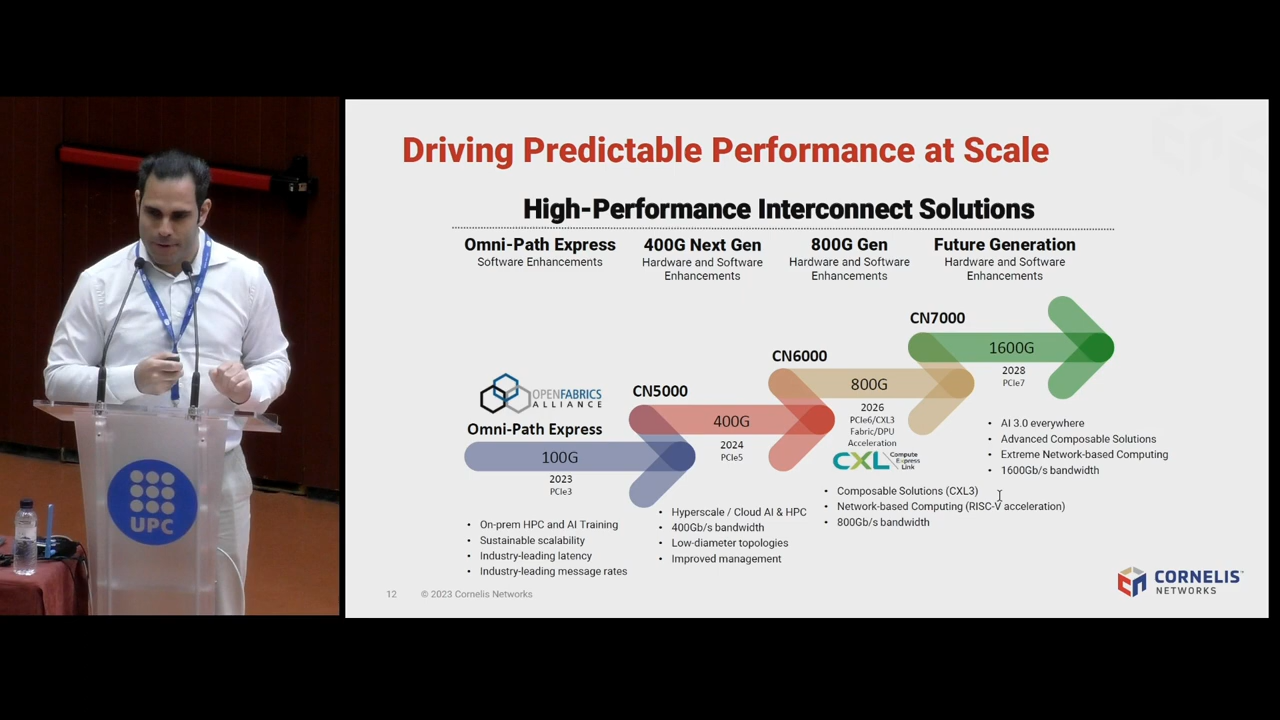 Driving Predictable Performance at Scale
High-Performance Interconnect Solutions
Omni-Path Express
Software Enhancements
400G Next Gen
Hardware and Software
Enhancements
800G Gen
Hardware and Software
Enhancements
Future Generation
Hardware and Software
Enhancements
OPENFABRICS
ALLIANCE
Omni-Path Express
100G
2023
PCIe3
• On-prem HPC and AI Training
• Sustainable scalability
• Industry-leading latency
• Industry-leading message rates
CN5000
400G
2024
PCIe5
• Hyperscale / Cloud AI & HPC
• 400Gb/s bandwidth
• Low-diameter topologies
• Improved management
CN6000
800G
2026
PCIe6/CXL3
Fabric/DPU
Acceleration
CXL
Compute
Express
Link
• Composable Solutions (CXL3)
• Network-based Computing (RISC-V acceleration)
• 800Gb/s bandwidth
CN7000
1600G
2028
PCIe7
• AI 3.0 everywhere
• Advanced Composable Solutions
• Extreme Network-based Computing
• 1600Gb/s bandwidth
12 © 2023 Cornelis Networks
CORNELIS™
NETWORKS
UPC